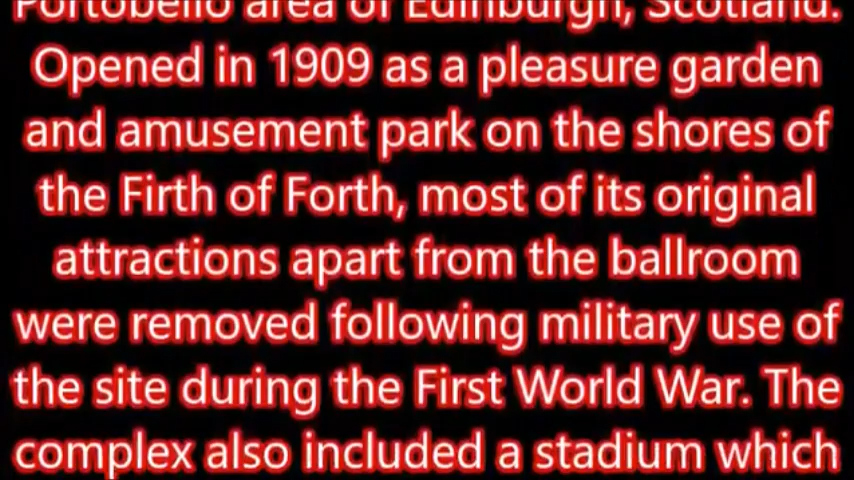 Portobello area of Edinburgh, Scotland.
Opened in 1909 as a pleasure garden
and amusement park on the shores of
the Firth of Forth, most of its original
attractions apart from the ballroom
were removed following military use of
the site during the First World War. The
complex also included a stadium which